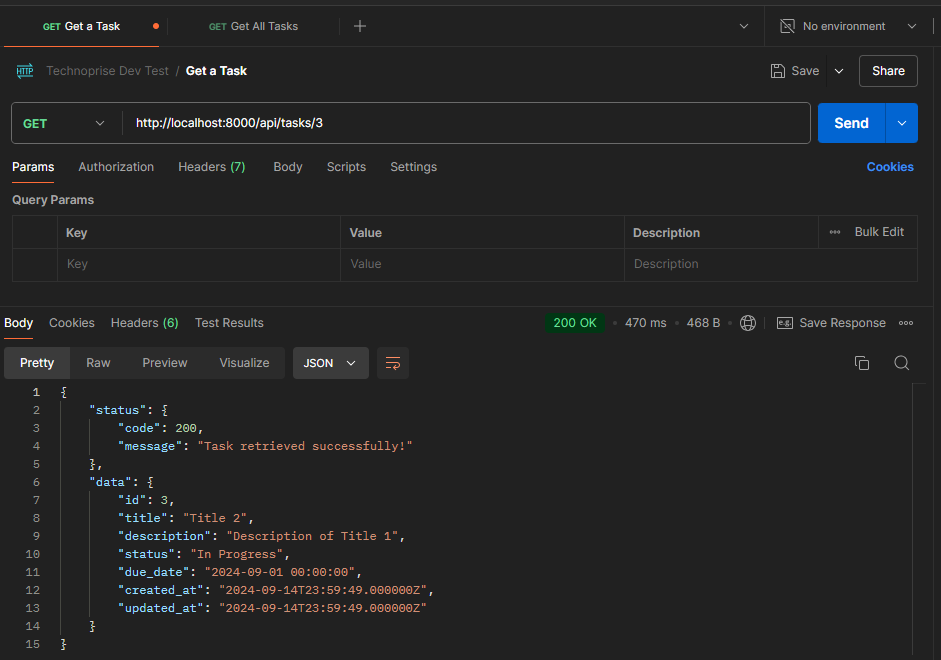 GET Get a Task GET Get All Tasks No environment
HTTP Technoprise Dev Test / Get a Task Save Share
GET http://localhost:8000/api/tasks/3 Send
Params Authorization Headers (7) Body Scripts Settings Cookies
Query Params
Key Value Description Bulk Edit
Key Value Description
Body Cookies Headers (6) Test Results 200 OK 470 ms 468 B e.g. Save Response
Pretty Raw Preview Visualize JSON
1 {
2 "status": {
3 "code": 200,
4 "message": "Task retrieved successfully!"
5 },
6 "data": {
7 "id": 3,
8 "title": "Title 2",
9 "description": "Description of Title 1",
10 "status": "In Progress",
11 "due_date": "2024-09-01 00:00:00",
12 "created_at": "2024-09-14T23:59:49.000000Z",
13 "updated_at": "2024-09-14T23:59:49.000000Z"
14 }
15 }